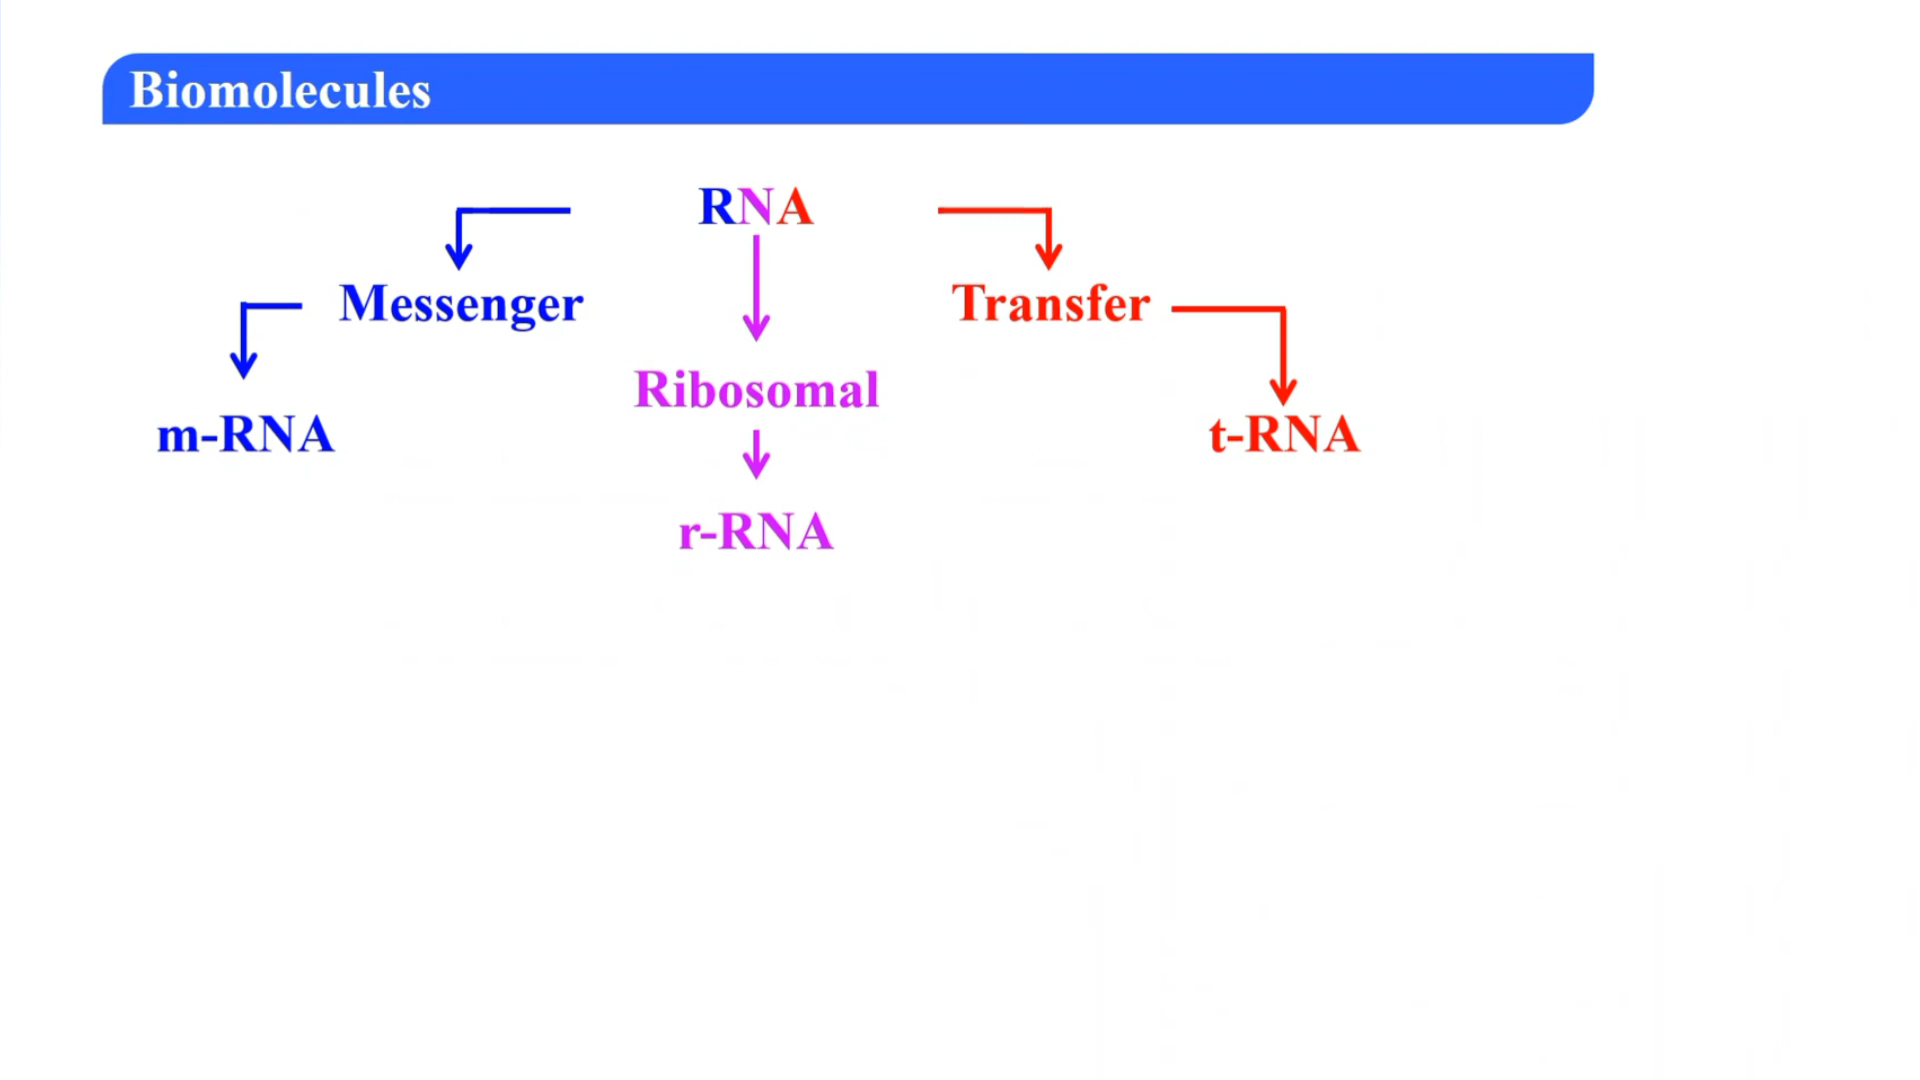 Biomolecules
RNA
Messenger
Transfer
Ribosomal
m-RNA
t-RNA
r-RNA